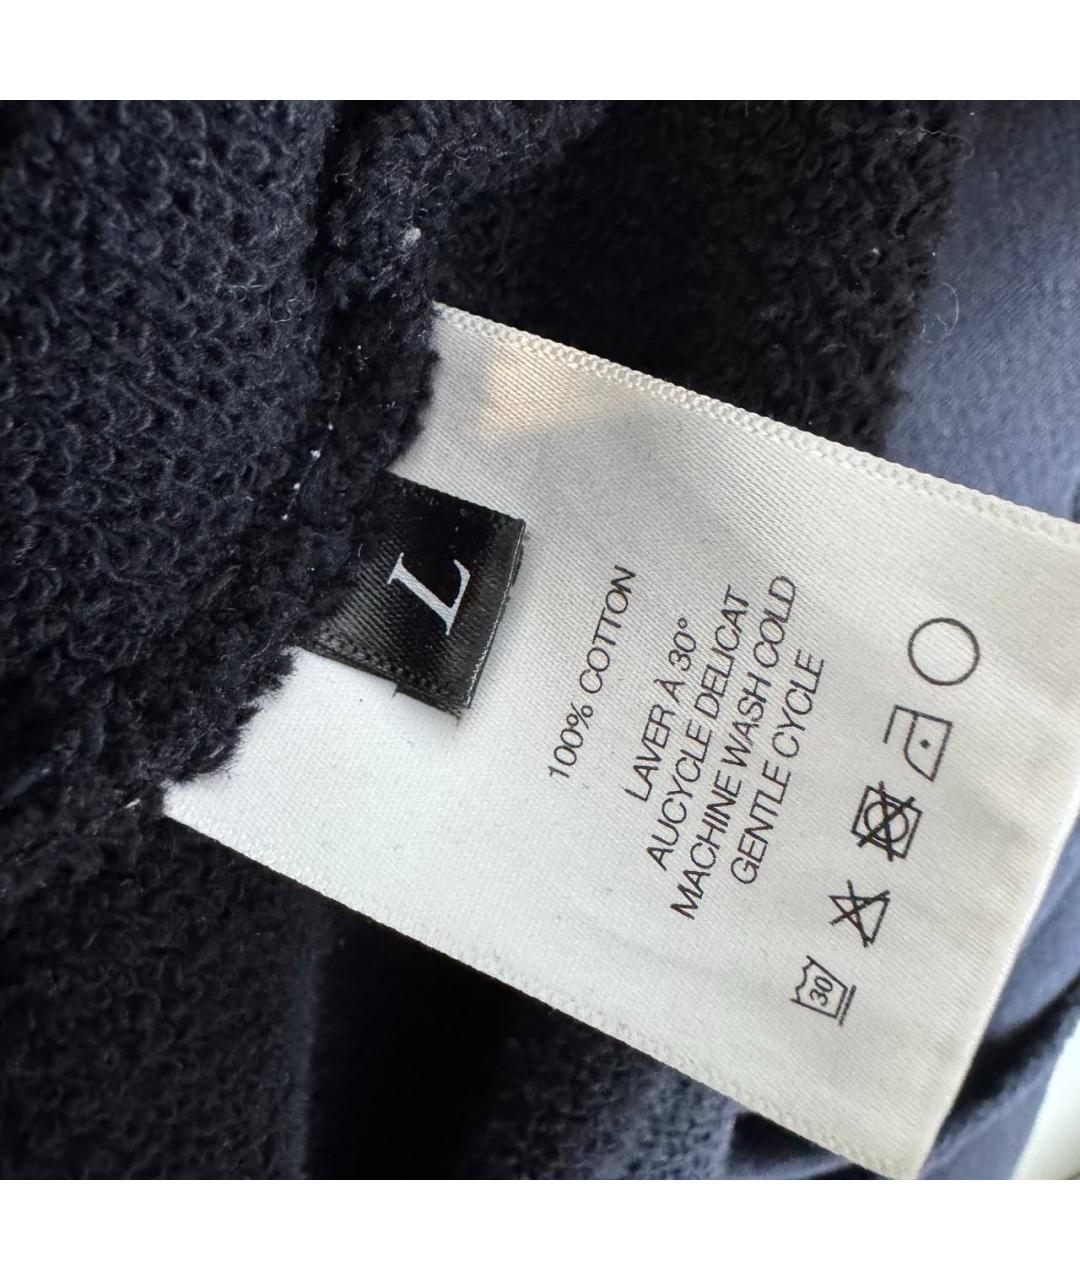 L
100% COTTON
LAVER À 30°
AUCYCLE DELICAT
MACHINE WASH COLD
GENTLE CYCLE
30